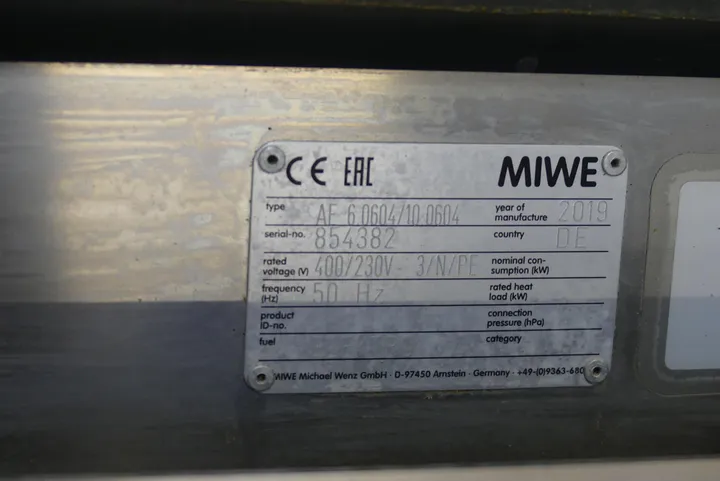 CE EAC MIWE
type AE 6.0604/10.0604 year of manufacture 2019
serial-no. 854382 country DE
rated voltage (V) 400/230V- 3/N/PE nominal con-sumption (kW)
frequency (Hz) 50 Hz rated heat load (kW)
product ID-no. connection pressure (hPa)
fuel category
MIWE Michael Wenz GmbH · D-97450 Arnstein · Germany · +49-(0)9363-680